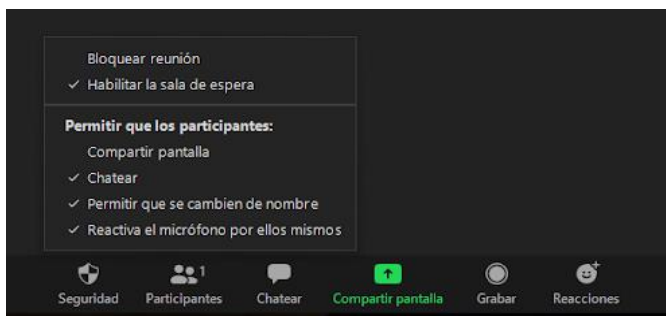 Bloquear reunión
✓ Habilitar la sala de espera
Permitir que los participantes:
Compartir pantalla
✓ Chatear
✓ Permitir que se cambien de nombre
✓ Reactiva el micrófono por ellos mismos
1
Seguridad Participantes Chatear Compartir pantalla Grabar Reacciones